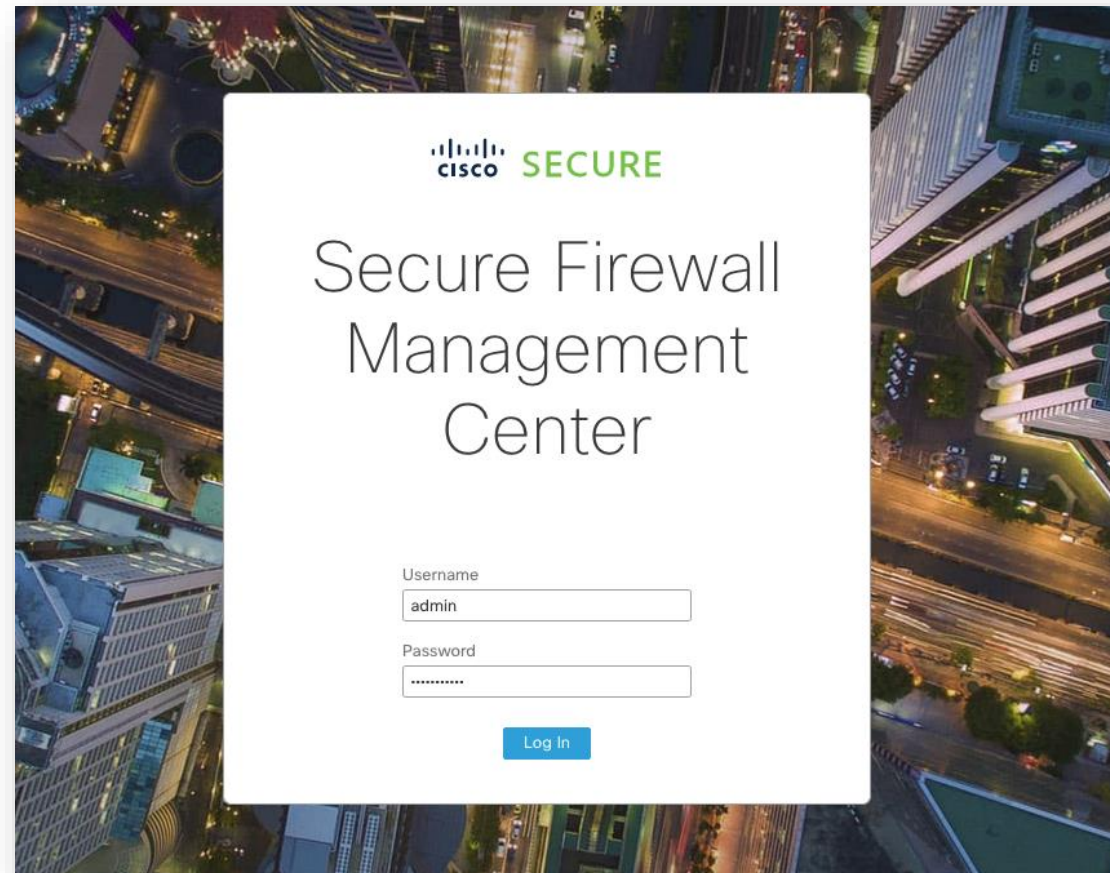 cisco SECURE
Secure Firewall
Management
Center
Username
admin
Password
Log In